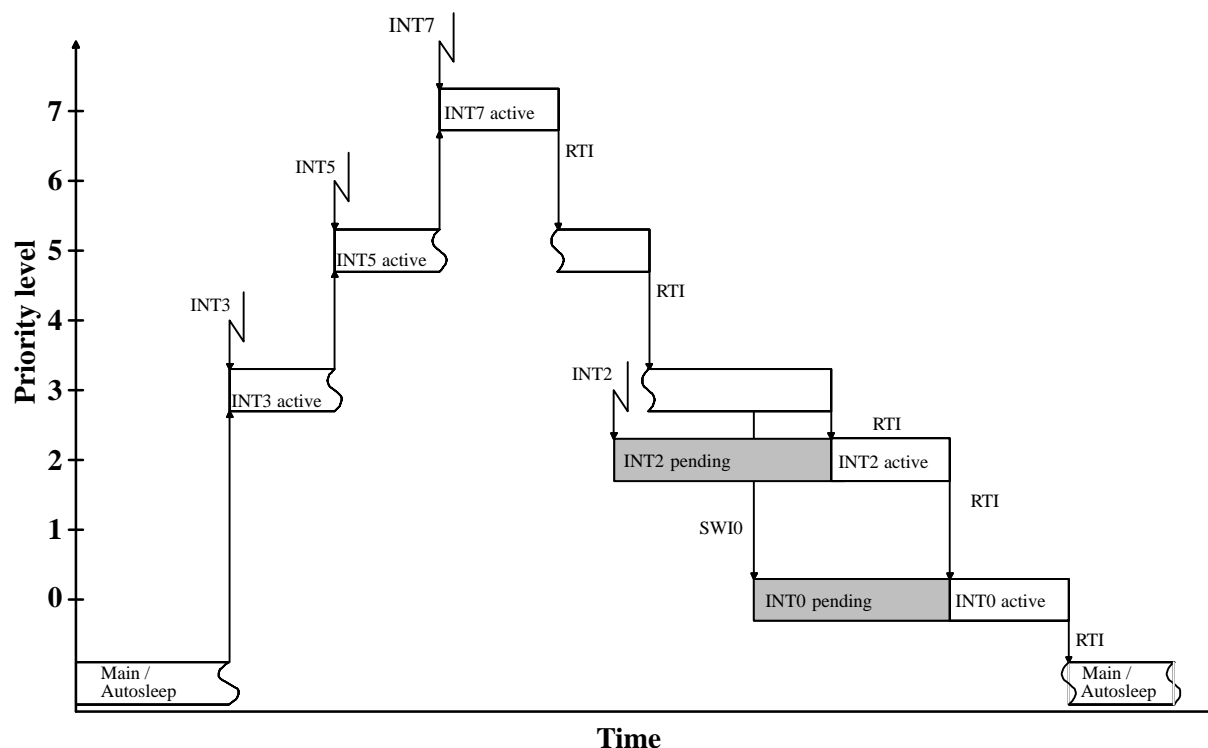 INT7
7
INT7 active
RTI
INT5
6
5
INT5 active
RTI
Priority level
INT3
4
INT2
3
INT3 active
RTI
2
INT2 pending
INT2 active
RTI
SWI0
1
0
INT0 pending
INT0 active
RTI
Main /
Autosleep
Main /
Autosleep
Time